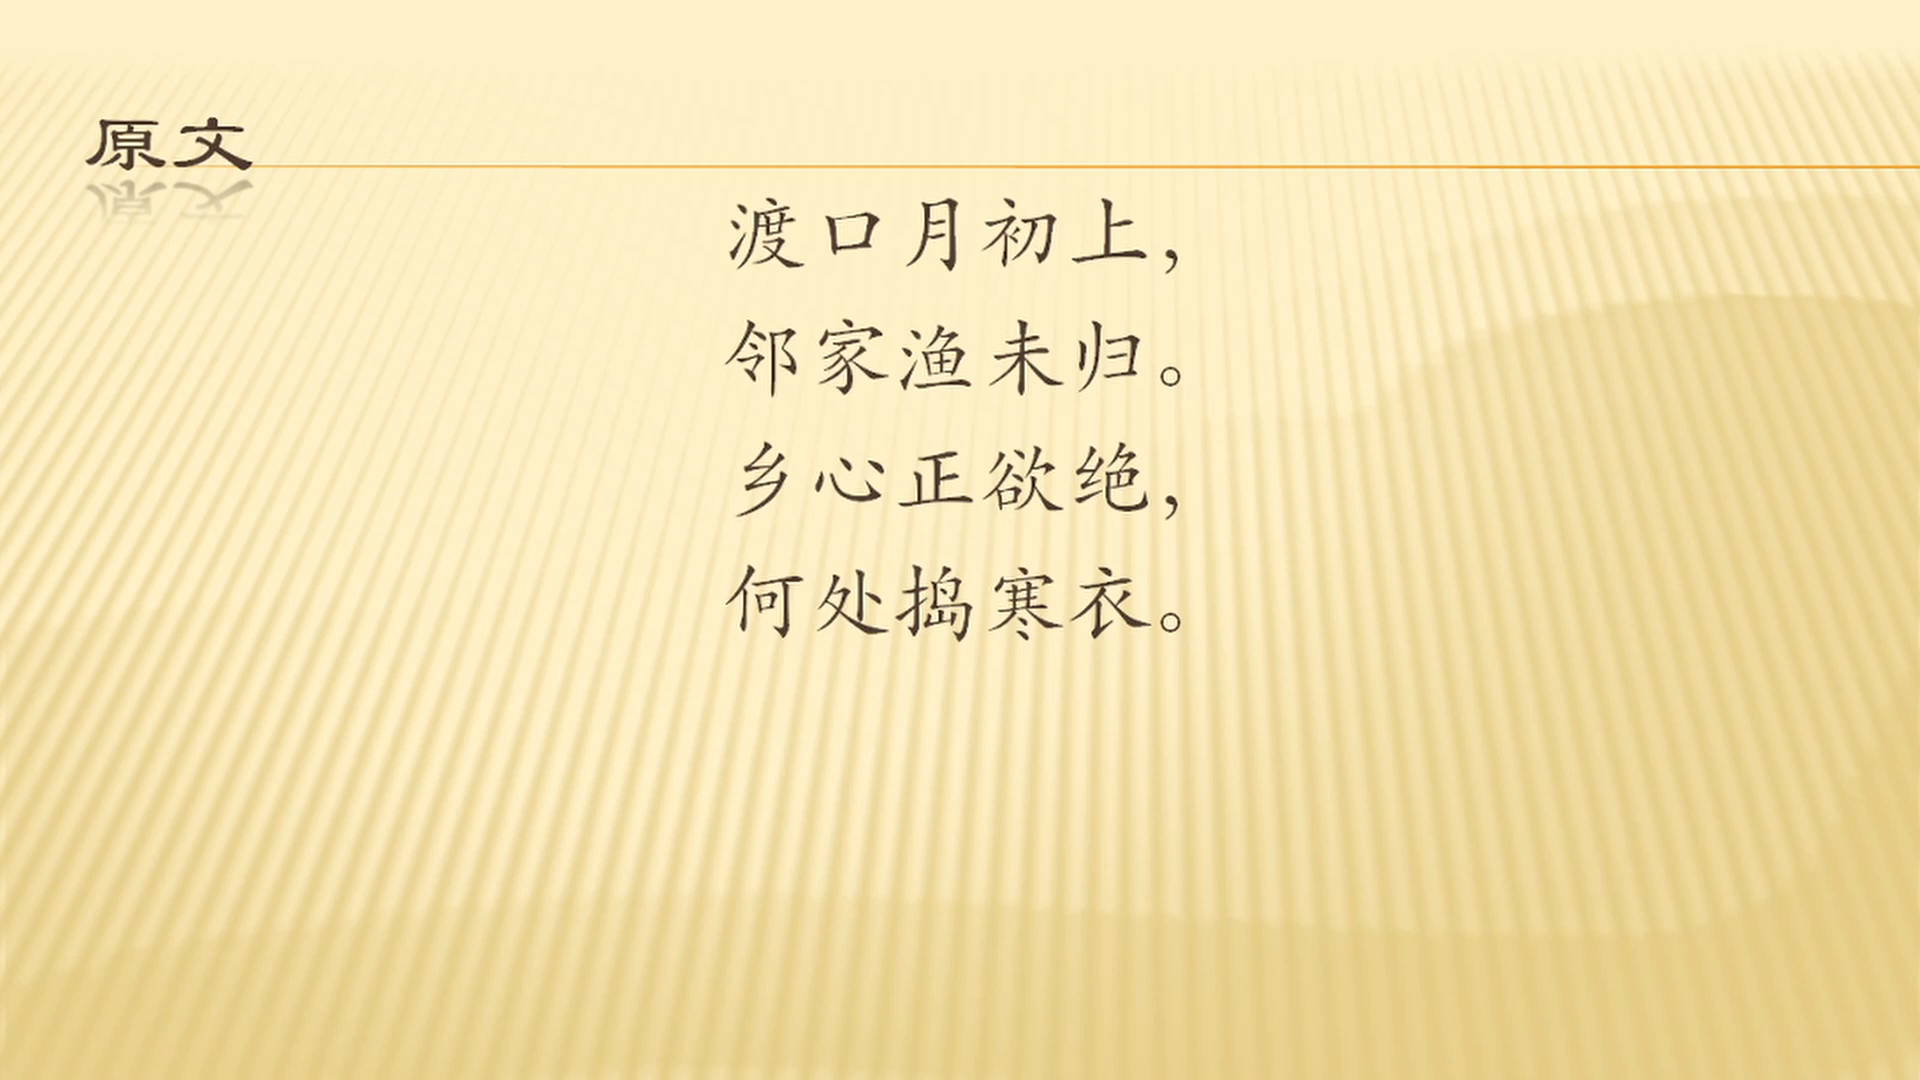 原文
渡口月初上，
邻家渔未归。
乡心正欲绝，
何处捣寒衣。